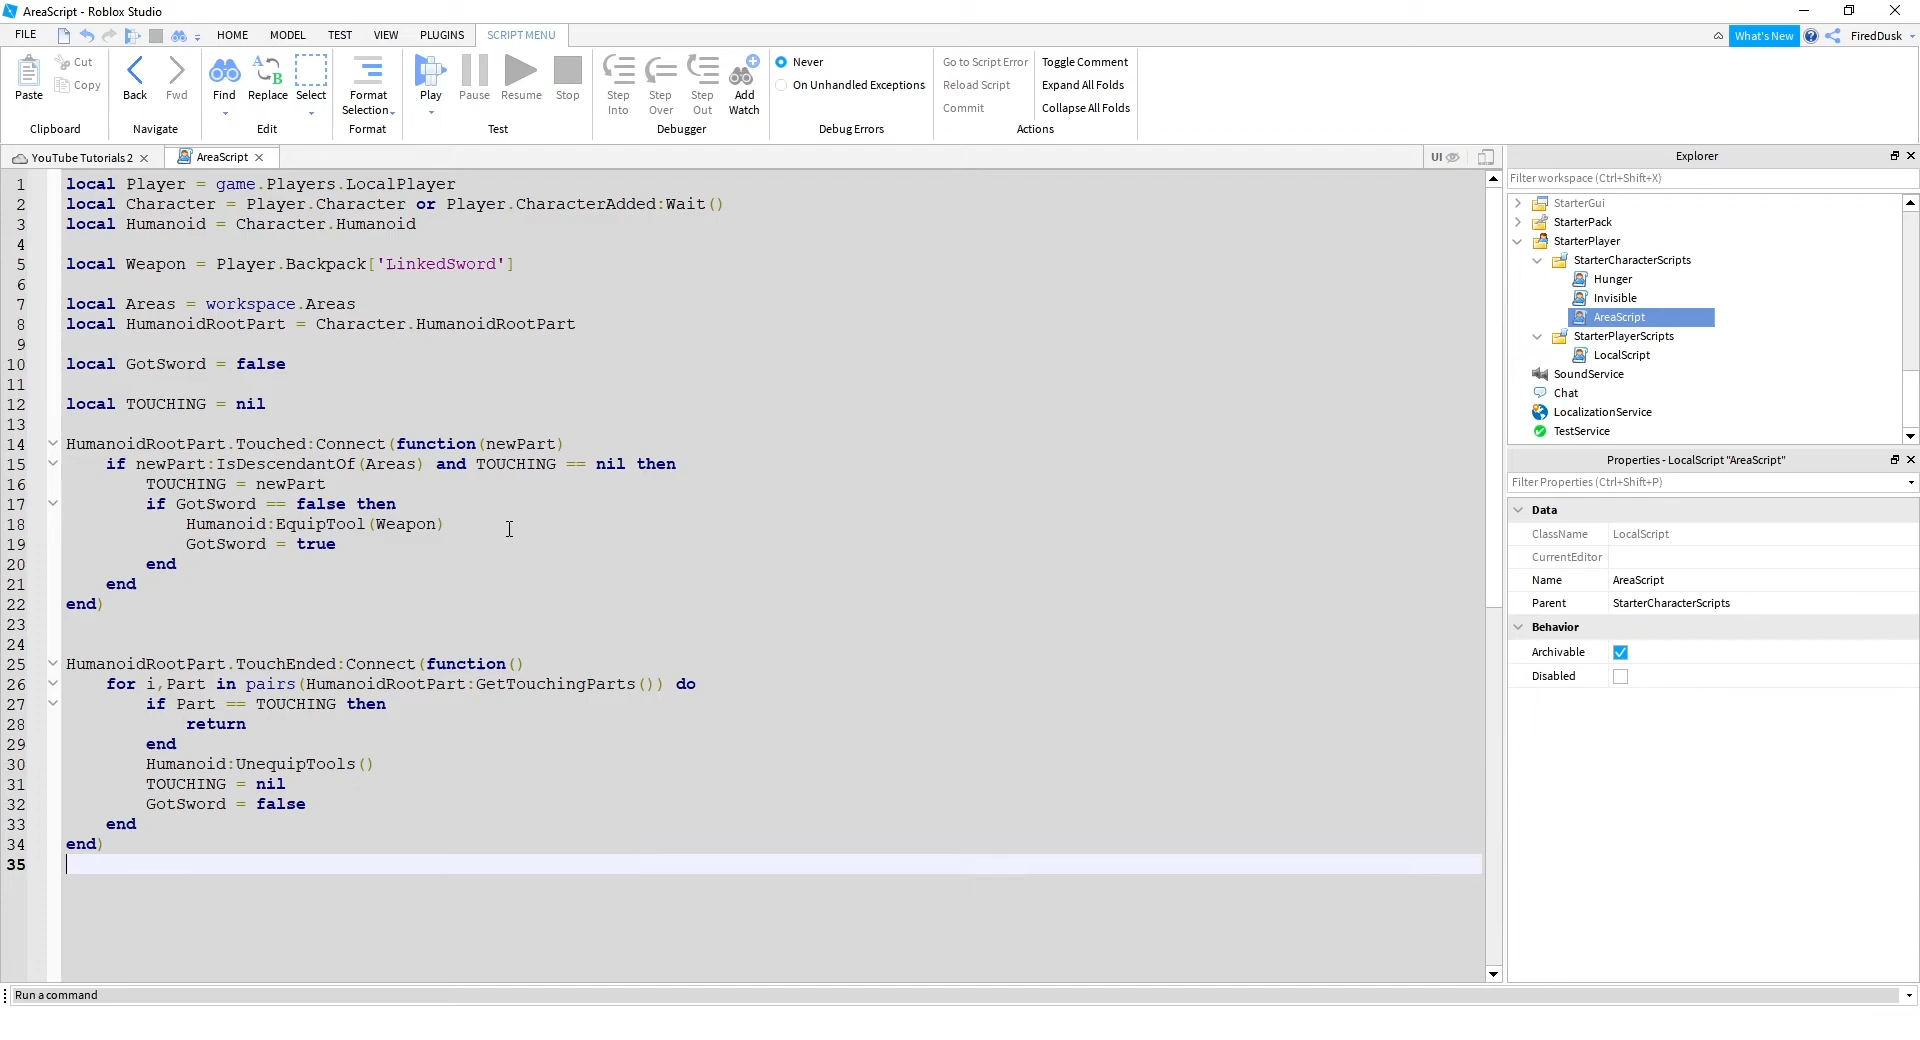 AreaScript - Roblox Studio
FILE HOME MODEL TEST VIEW PLUGINS SCRIPT MENU What's New FiredDusk
Paste Cut Copy Clipboard
Back Fwd Navigate
Find Replace Select Edit
Format Selection Format
Play Pause Resume Stop Test
Step Into Step Over Step Out Add Watch Debugger
Never
On Unhandled Exceptions
Debug Errors
Go to Script Error Toggle Comment
Reload Script Expand All Folds
Commit Collapse All Folds
Actions
YouTube Tutorials 2 AreaScript UI
1 local Player = game.Players.LocalPlayer
2 local Character = Player.Character or Player.CharacterAdded:Wait()
3 local Humanoid = Character.Humanoid
4
5 local Weapon = Player.Backpack['LinkedSword']
6
7 local Areas = workspace.Areas
8 local HumanoidRootPart = Character.HumanoidRootPart
9
10 local GotSword = false
11
12 local TOUCHING = nil
13
14 HumanoidRootPart.Touched:Connect(function(newPart)
15     if newPart:IsDescendantOf(Areas) and TOUCHING == nil then
16         TOUCHING = newPart
17         if GotSword == false then
18             Humanoid:EquipTool(Weapon)
19             GotSword = true
20         end
21     end
22 end)
23
24
25 HumanoidRootPart.TouchEnded:Connect(function()
26     for i,Part in pairs(HumanoidRootPart:GetTouchingParts()) do
27         if Part == TOUCHING then
28             return
29         end
30         Humanoid:UnequipTools()
31         TOUCHING = nil
32         GotSword = false
33     end
34 end)
35
Explorer
Filter workspace (Ctrl+Shift+X)
StarterGui
StarterPack
StarterPlayer
StarterCharacterScripts
Hunger
Invisible
AreaScript
StarterPlayerScripts
LocalScript
SoundService
Chat
LocalizationService
TestService
Properties - LocalScript "AreaScript"
Filter Properties (Ctrl+Shift+P)
Data
ClassName LocalScript
CurrentEditor
Name AreaScript
Parent StarterCharacterScripts
Behavior
Archivable
Disabled
Run a command